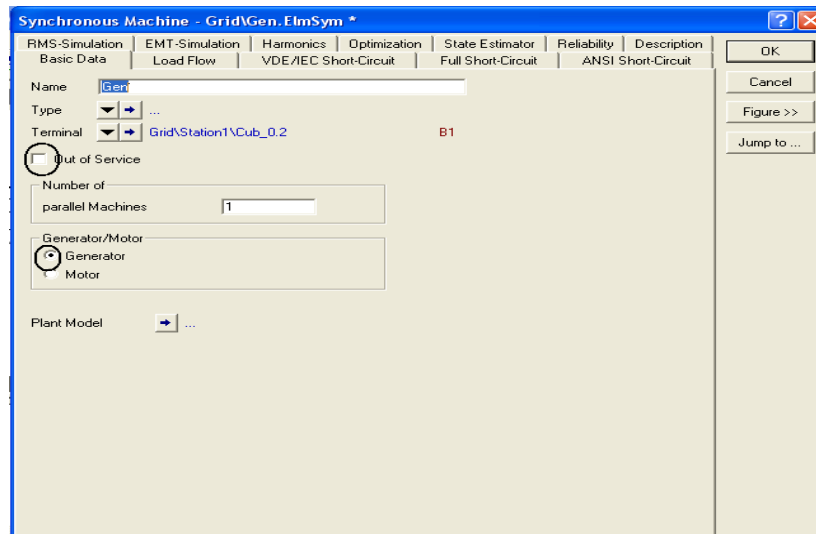 Synchronous Machine - Grid\Gen.ElmSym *
RMS-Simulation EMT-Simulation Harmonics Optimization State Estimator Reliability Description
Basic Data Load Flow VDE/IEC Short-Circuit Full Short-Circuit ANSI Short-Circuit
OK
Cancel
Figure >>
Jump to ...
Name Gen
Type ...
Terminal Grid\Station1\Cub_0.2 B1
Out of Service
Number of
parallel Machines 1
Generator/Motor
Generator
Motor
Plant Model ...